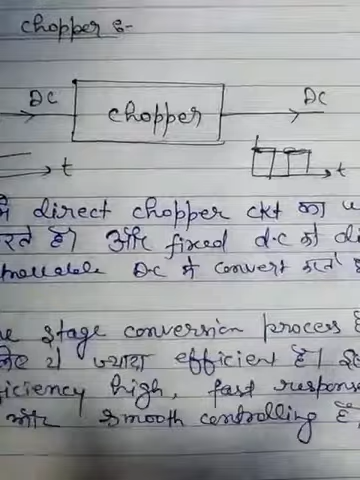 chopper :-
DC
chopper
DC
t
t
direct chopper ckt का
करते है। और fixed d.c को
DC में convert करते
stage conversion process
ज्यादा efficient है।
high, fast response
और smooth controlling है